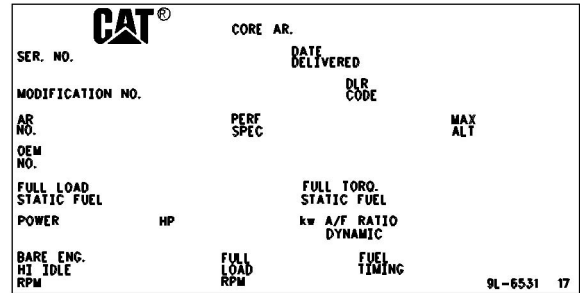 CAT® CORE AR.
SER. NO. DATE DELIVERED
MODIFICATION NO. DLR CODE
AR NO. PERF SPEC MAX ALT
OEM NO.
FULL LOAD STATIC FUEL FULL TORQ. STATIC FUEL
POWER HP kw A/F RATIO DYNAMIC
BARE ENG. HI IDLE RPM FULL LOAD RPM FUEL TIMING
9L-6531 17